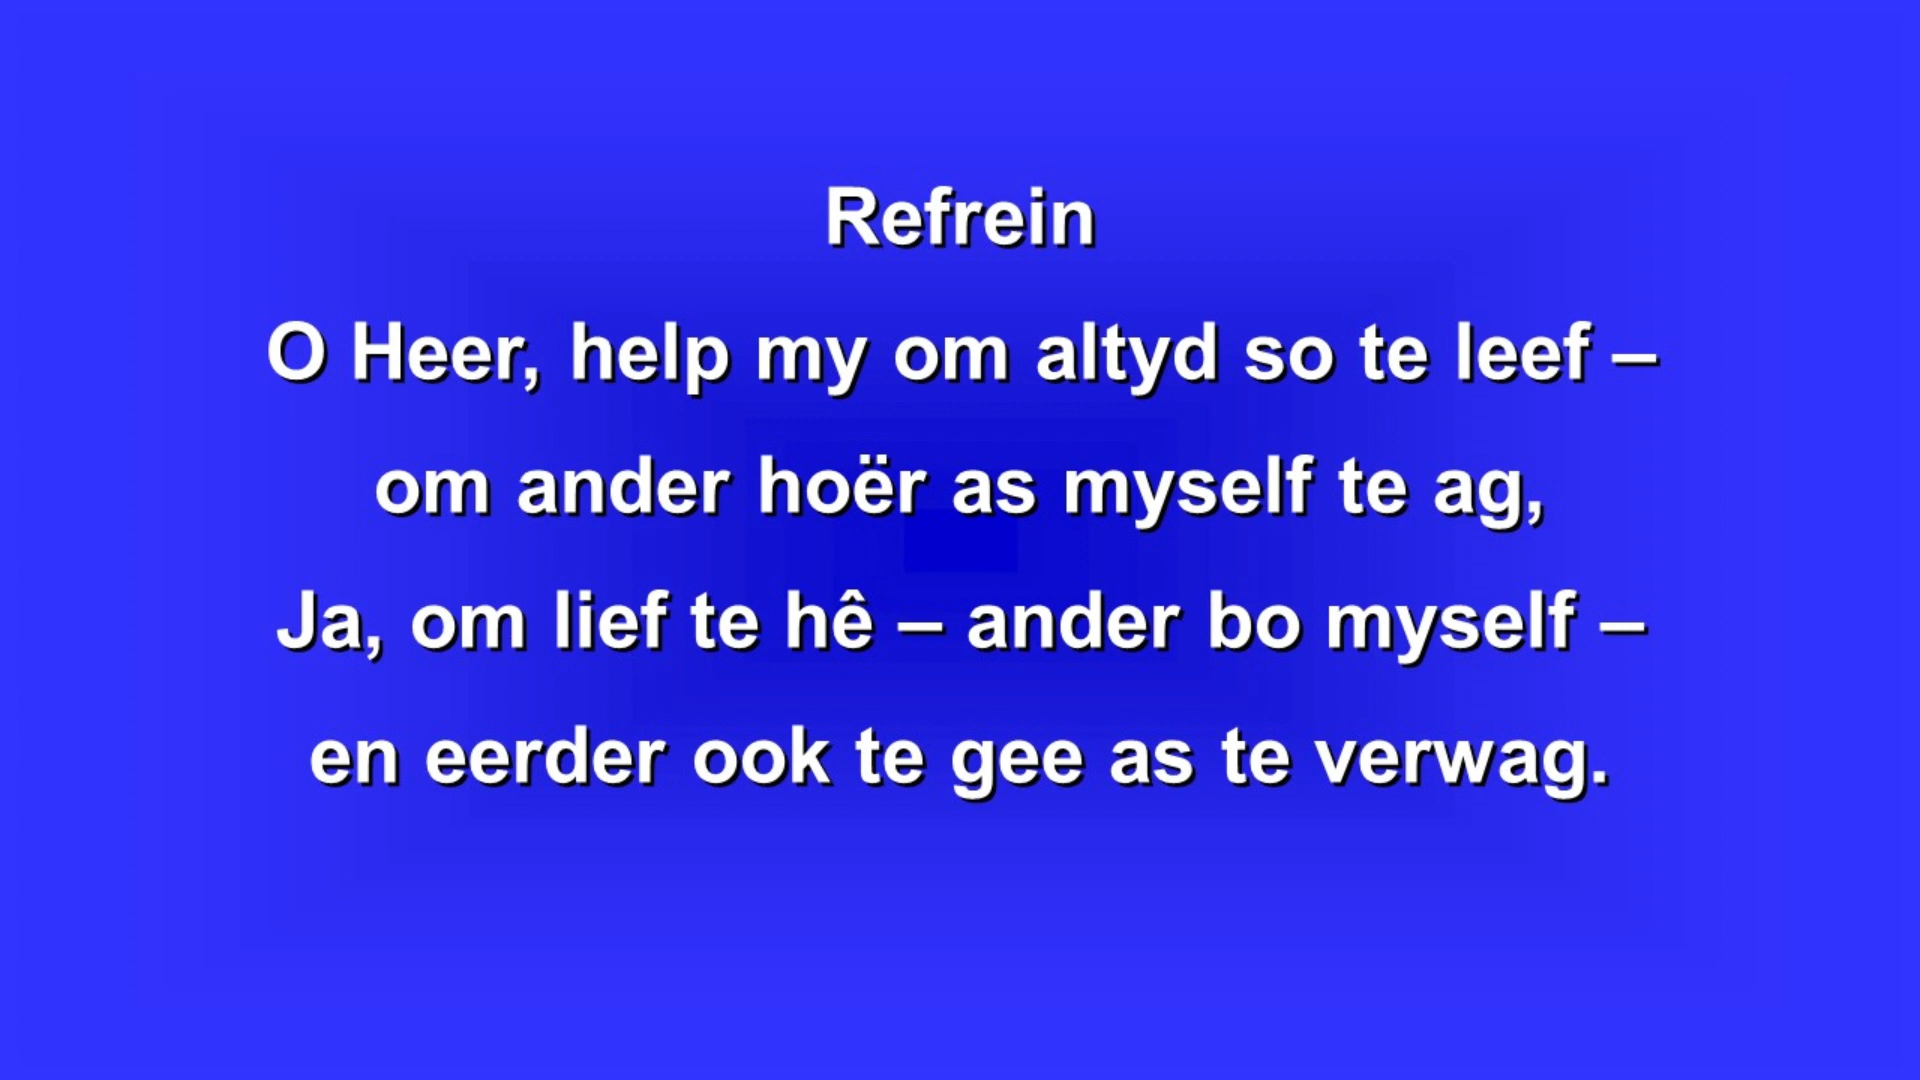 Refrein
O Heer, help my om altyd so te leef –
om ander hoër as myself te ag,
Ja, om lief te hê – ander bo myself –
en eerder ook te gee as te verwag.